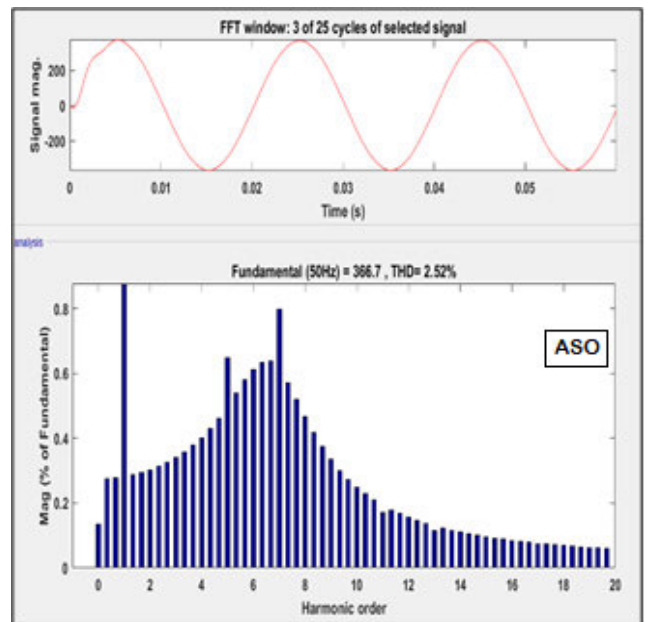 FFT window: 3 of 25 cycles of selected signal
Signal mag.
200
0
-200
0 0.01 0.02 0.03 0.04 0.05
Time (s)
analysis
Fundamental (50Hz) = 366.7 , THD= 2.52%
Mag (% of Fundamental)
0.8
0.6
0.4
0.2
0
ASO
0 2 4 6 8 10 12 14 16 18 20
Harmonic order